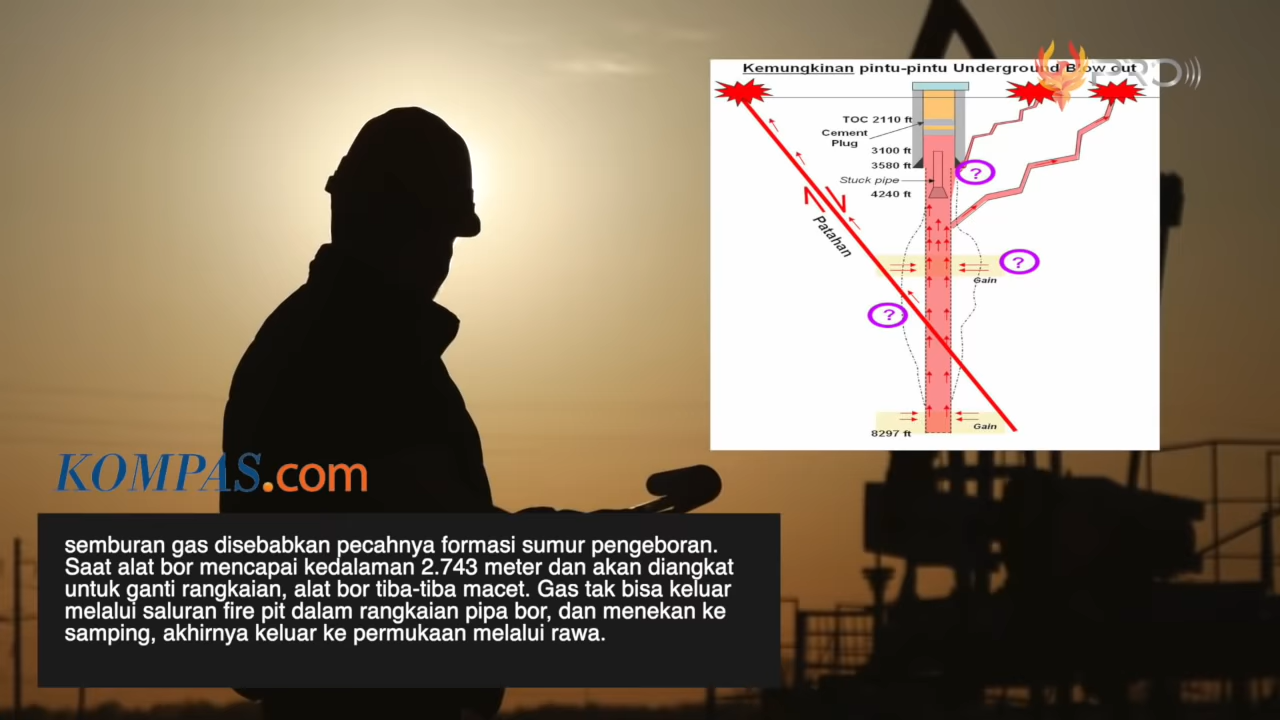 Kemungkinan pintu-pintu Underground Blow out
TOC 2110 ft
Cement
Plug
3100 ft
3580 ft
?
Stuck pipe
4240 ft
Patahan
?
Gain
?
Gain
8297 ft
KOMPAS.com
semburan gas disebabkan pecahnya formasi sumur pengeboran.
Saat alat bor mencapai kedalaman 2.743 meter dan akan diangkat
untuk ganti rangkaian, alat bor tiba-tiba macet. Gas tak bisa keluar
melalui saluran fire pit dalam rangkaian pipa bor, dan menekan ke
samping, akhirnya keluar ke permukaan melalui rawa.